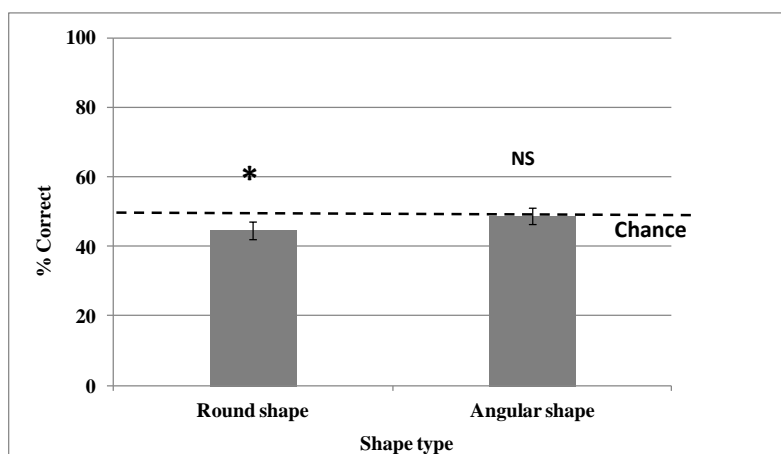 100
80
60
40
20
0
% Correct
*
NS
Chance
Round shape
Angular shape
Shape type